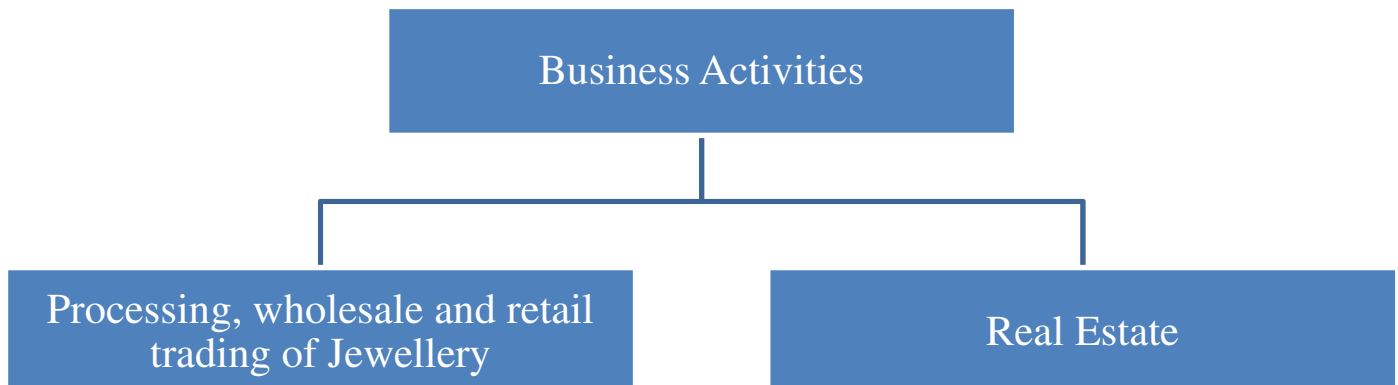 Business Activities
Processing, wholesale and retail
trading of Jewellery
Real Estate